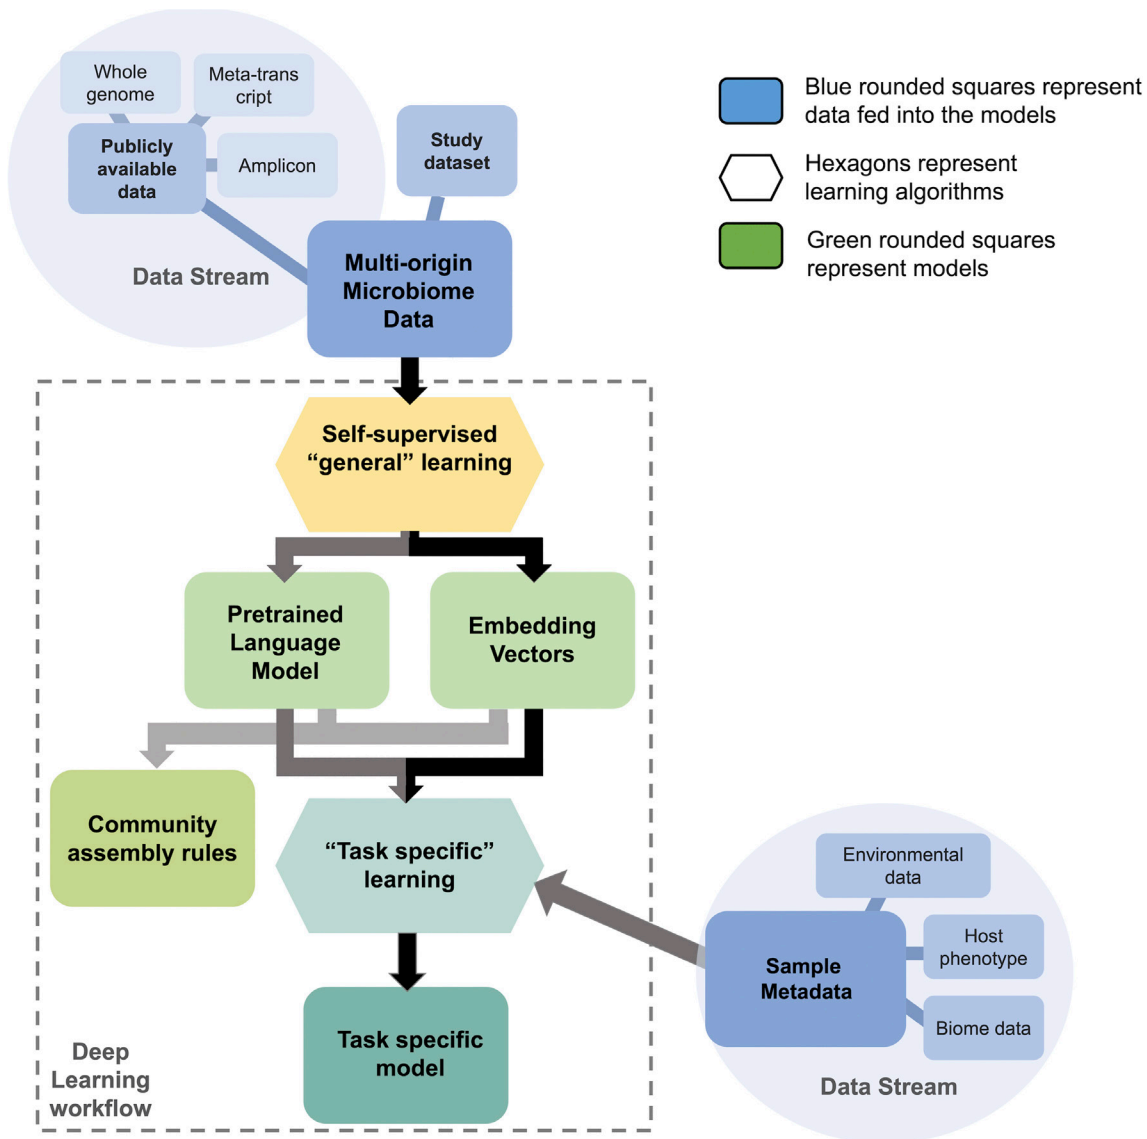 Whole
genome
Meta-trans
cript
Publicly
available
data
Amplicon
Study
dataset
Data Stream
Multi-origin
Microbiome
Data
Blue rounded squares represent
data fed into the models
Hexagons represent
learning algorithms
Green rounded squares
represent models
Self-supervised
“general” learning
Pretrained
Language
Model
Embedding
Vectors
Community
assembly rules
“Task specific”
learning
Task specific
model
Deep
Learning
workflow
Environmental
data
Host
phenotype
Sample
Metadata
Biome data
Data Stream